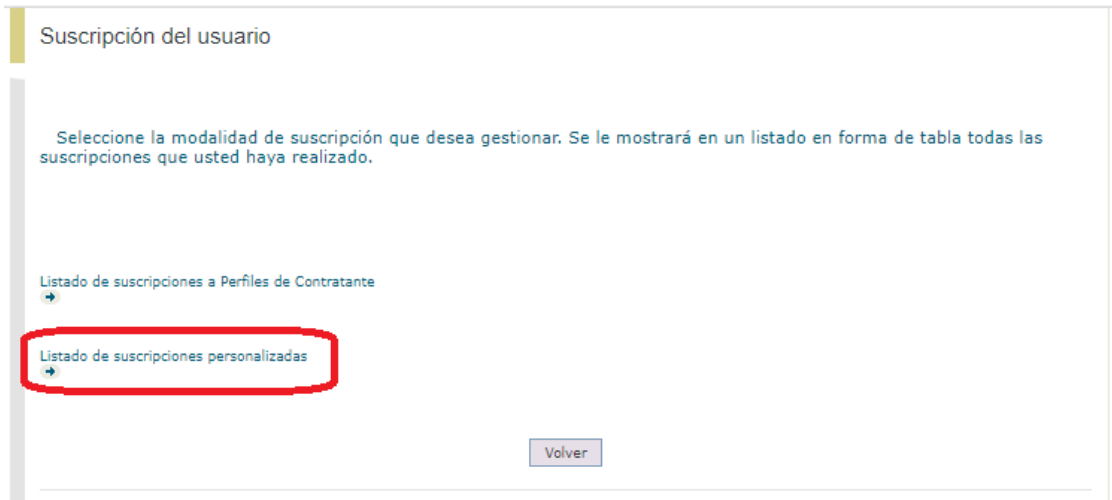 Suscripción del usuario
Seleccione la modalidad de suscripción que desea gestionar. Se le mostrará en un listado en forma de tabla todas las
suscripciones que usted haya realizado.
Listado de suscripciones a Perfiles de Contratante
Listado de suscripciones personalizadas
Volver